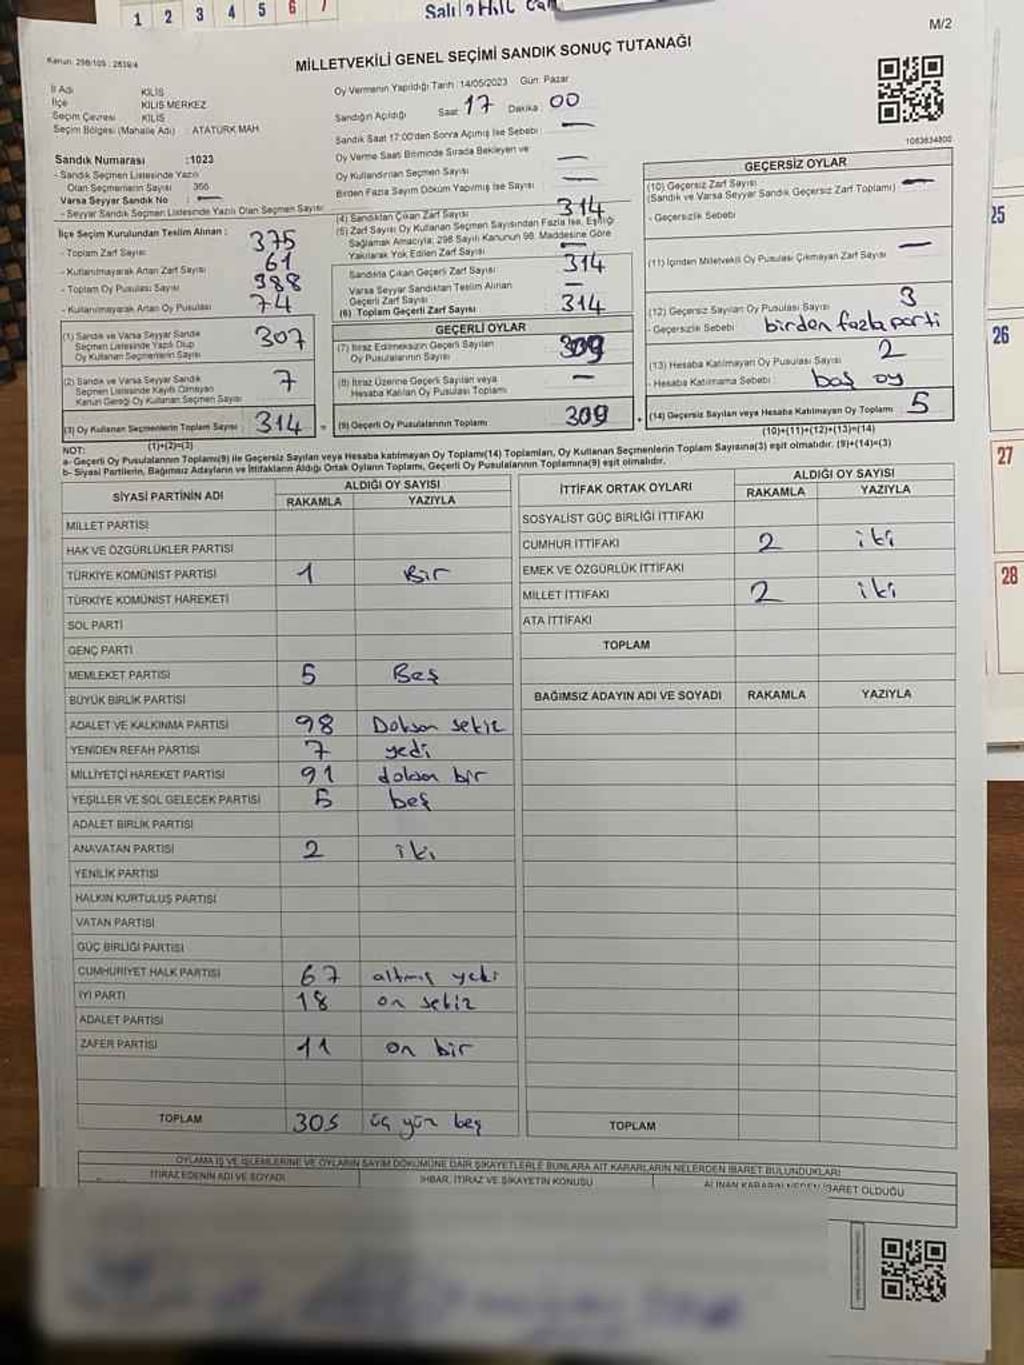 1 2 3 4 5 6 7
M/2
Kanun: 298/105 : 2839/4
MİLLETVEKİLİ GENEL SEÇİMİ SANDIK SONUÇ TUTANAĞI
İl Adı KİLİS
İlçe KİLİS MERKEZ
Seçim Çevresi KİLİS
Seçim Bölgesi (Mahalle Adı) : ATATÜRK MAH.
Oy Vermenin Yapıldığı Tarih : 14/05/2023 Gün: Pazar
Sandığın Açıldığı Saat : 17 Dakika : 00
Sandık Saat 17:00'den Sonra Açılmış İse Sebebi : —
Sandık Numarası : 1023
- Sandık Seçmen Listesinde Yazılı
Olan Seçmenlerin Sayısı 366
Varsa Seyyar Sandık No : —
- Seyyar Sandık Seçmen Listesinde Yazılı Olan Seçmen Sayısı
Oy Verme Saati Bitiminde Sırada Bekleyen ve
Oy Kullandırılan Seçmen Sayısı —
Birden Fazla Sayım Döküm Yapılmış İse Sayısı —
1083634800
İlçe Seçim Kurulundan Teslim Alınan :
- Toplam Zarf Sayısı 375
- Kullanılmayarak Artan Zarf Sayısı 61
- Toplam Oy Pusulası Sayısı 388
- Kullanılmayarak Artan Oy Pusulası 74
(1) Sandık ve Varsa Seyyar Sandık
Seçmen Listesinde Yazılı Olup
Oy Kullanan Seçmenlerin Sayısı 307
(2) Sandık ve Varsa Seyyar Sandık
Seçmen Listesinde Kayıtlı Olmayan
Kanun Gereği Oy Kullanan Seçmen Sayısı 7
(3) Oy Kullanan Seçmenlerin Toplam Sayısı 314
(1)+(2)=(3)
(4) Sandıktan Çıkan Zarf Sayısı 314
(5) Zarf Sayısı Oy Kullanan Seçmen Sayısından Fazla İse, Eşitliği
Sağlamak Amacıyla; 298 Sayılı Kanunun 98. Maddesine Göre
Yakılarak Yok Edilen Zarf Sayısı —
Sandıkta Çıkan Geçerli Zarf Sayısı 314
Varsa Seyyar Sandıktan Teslim Alınan
Geçerli Zarf Sayısı —
(6) Toplam Geçerli Zarf Sayısı 314
GEÇERLİ OYLAR
(7) İtiraz Edilmeksizin Geçerli Sayılan
Oy Pusulasının Sayısı 309
(8) İtiraz Üzerine Geçerli Sayılan veya
Hesaba Katılan Oy Pusulası Toplamı —
(9) Geçerli Oy Pusulalarının Toplamı 309
GEÇERSİZ OYLAR
(10) Geçersiz Zarf Sayısı —
(Sandık ve Varsa Seyyar Sandık Geçersiz Zarf Toplamı)
- Geçersizlik Sebebi
(11) İçinden Milletvekili Oy Pusulası Çıkmayan Zarf Sayısı —
(12) Geçersiz Sayılan Oy Pusulası Sayısı 3
- Geçersizlik Sebebi birden fazla parti
(13) Hesaba Katılmayan Oy Pusulası Sayısı 2
- Hesaba Katılmama Sebebi : boş oy
(14) Geçersiz Sayılan veya Hesaba Katılmayan Oy Toplamı 5
(10)+(11)+(12)+(13)=(14)
NOT:
a- Geçerli Oy Pusulaların Toplamı(9) ile Geçersiz Sayılan veya Hesaba katılmayan Oy Toplamı(14) Toplamları, Oy Kullanan Seçmenlerin Toplam Sayısına(3) eşit olmalıdır. (9)+(14)=(3)
b- Siyasi Partilerin, Bağımsız Adayların ve İttifakların Aldığı Ortak Oyların Toplamı, Geçerli Oy Pusulalarının Toplamına(9) eşit olmalıdır.
SİYASİ PARTİNİN ADI ALDIĞI OY SAYISI
RAKAMLA YAZIYLA
MİLLET PARTİSİ
HAK VE ÖZGÜRLÜKLER PARTİSİ
TÜRKİYE KOMÜNİST PARTİSİ 1 Bir
TÜRKİYE KOMÜNİST HAREKETİ
SOL PARTİ
GENÇ PARTİ
MEMLEKET PARTİSİ 5 Beş
BÜYÜK BİRLİK PARTİSİ
ADALET VE KALKINMA PARTİSİ 98 Doksan sekiz
YENİDEN REFAH PARTİSİ 7 yedi
MİLLİYETÇİ HAREKET PARTİSİ 91 doksan bir
YEŞİLLER VE SOL GELECEK PARTİSİ 5 beş
ADALET BİRLİK PARTİSİ
ANAVATAN PARTİSİ 2 iki
YENİLİK PARTİSİ
HALKIN KURTULUŞ PARTİSİ
VATAN PARTİSİ
GÜÇ BİRLİĞİ PARTİSİ
CUMHURİYET HALK PARTİSİ 67 altmış yedi
İYİ PARTİ 18 on sekiz
ADALET PARTİSİ
ZAFER PARTİSİ 11 on bir
TOPLAM 305 üç yüz beş
İTTİFAK ORTAK OYLARI ALDIĞI OY SAYISI
RAKAMLA YAZIYLA
SOSYALİST GÜÇ BİRLİĞİ İTTİFAKI
CUMHUR İTTİFAKI 2 iki
EMEK VE ÖZGÜRLÜK İTTİFAKI
MİLLET İTTİFAKI 2 iki
ATA İTTİFAKI
TOPLAM
BAĞIMSIZ ADAYIN ADI VE SOYADI RAKAMLA YAZIYLA
TOPLAM
OYLAMA İŞ VE İŞLEMLERİNE VE OYLARIN SAYIM DÖKÜMÜNE DAİR ŞİKAYETLERLE BUNLARA AİT KARARLARIN NELERDEN İBARET BULUNDUKLARI
İTİRAZ EDENİN ADI VE SOYADI İHBAR, İTİRAZ VE ŞİKAYETİN KONUSU ALINAN KARARIN NEDEN İBARET OLDUĞU
25
26
27
28